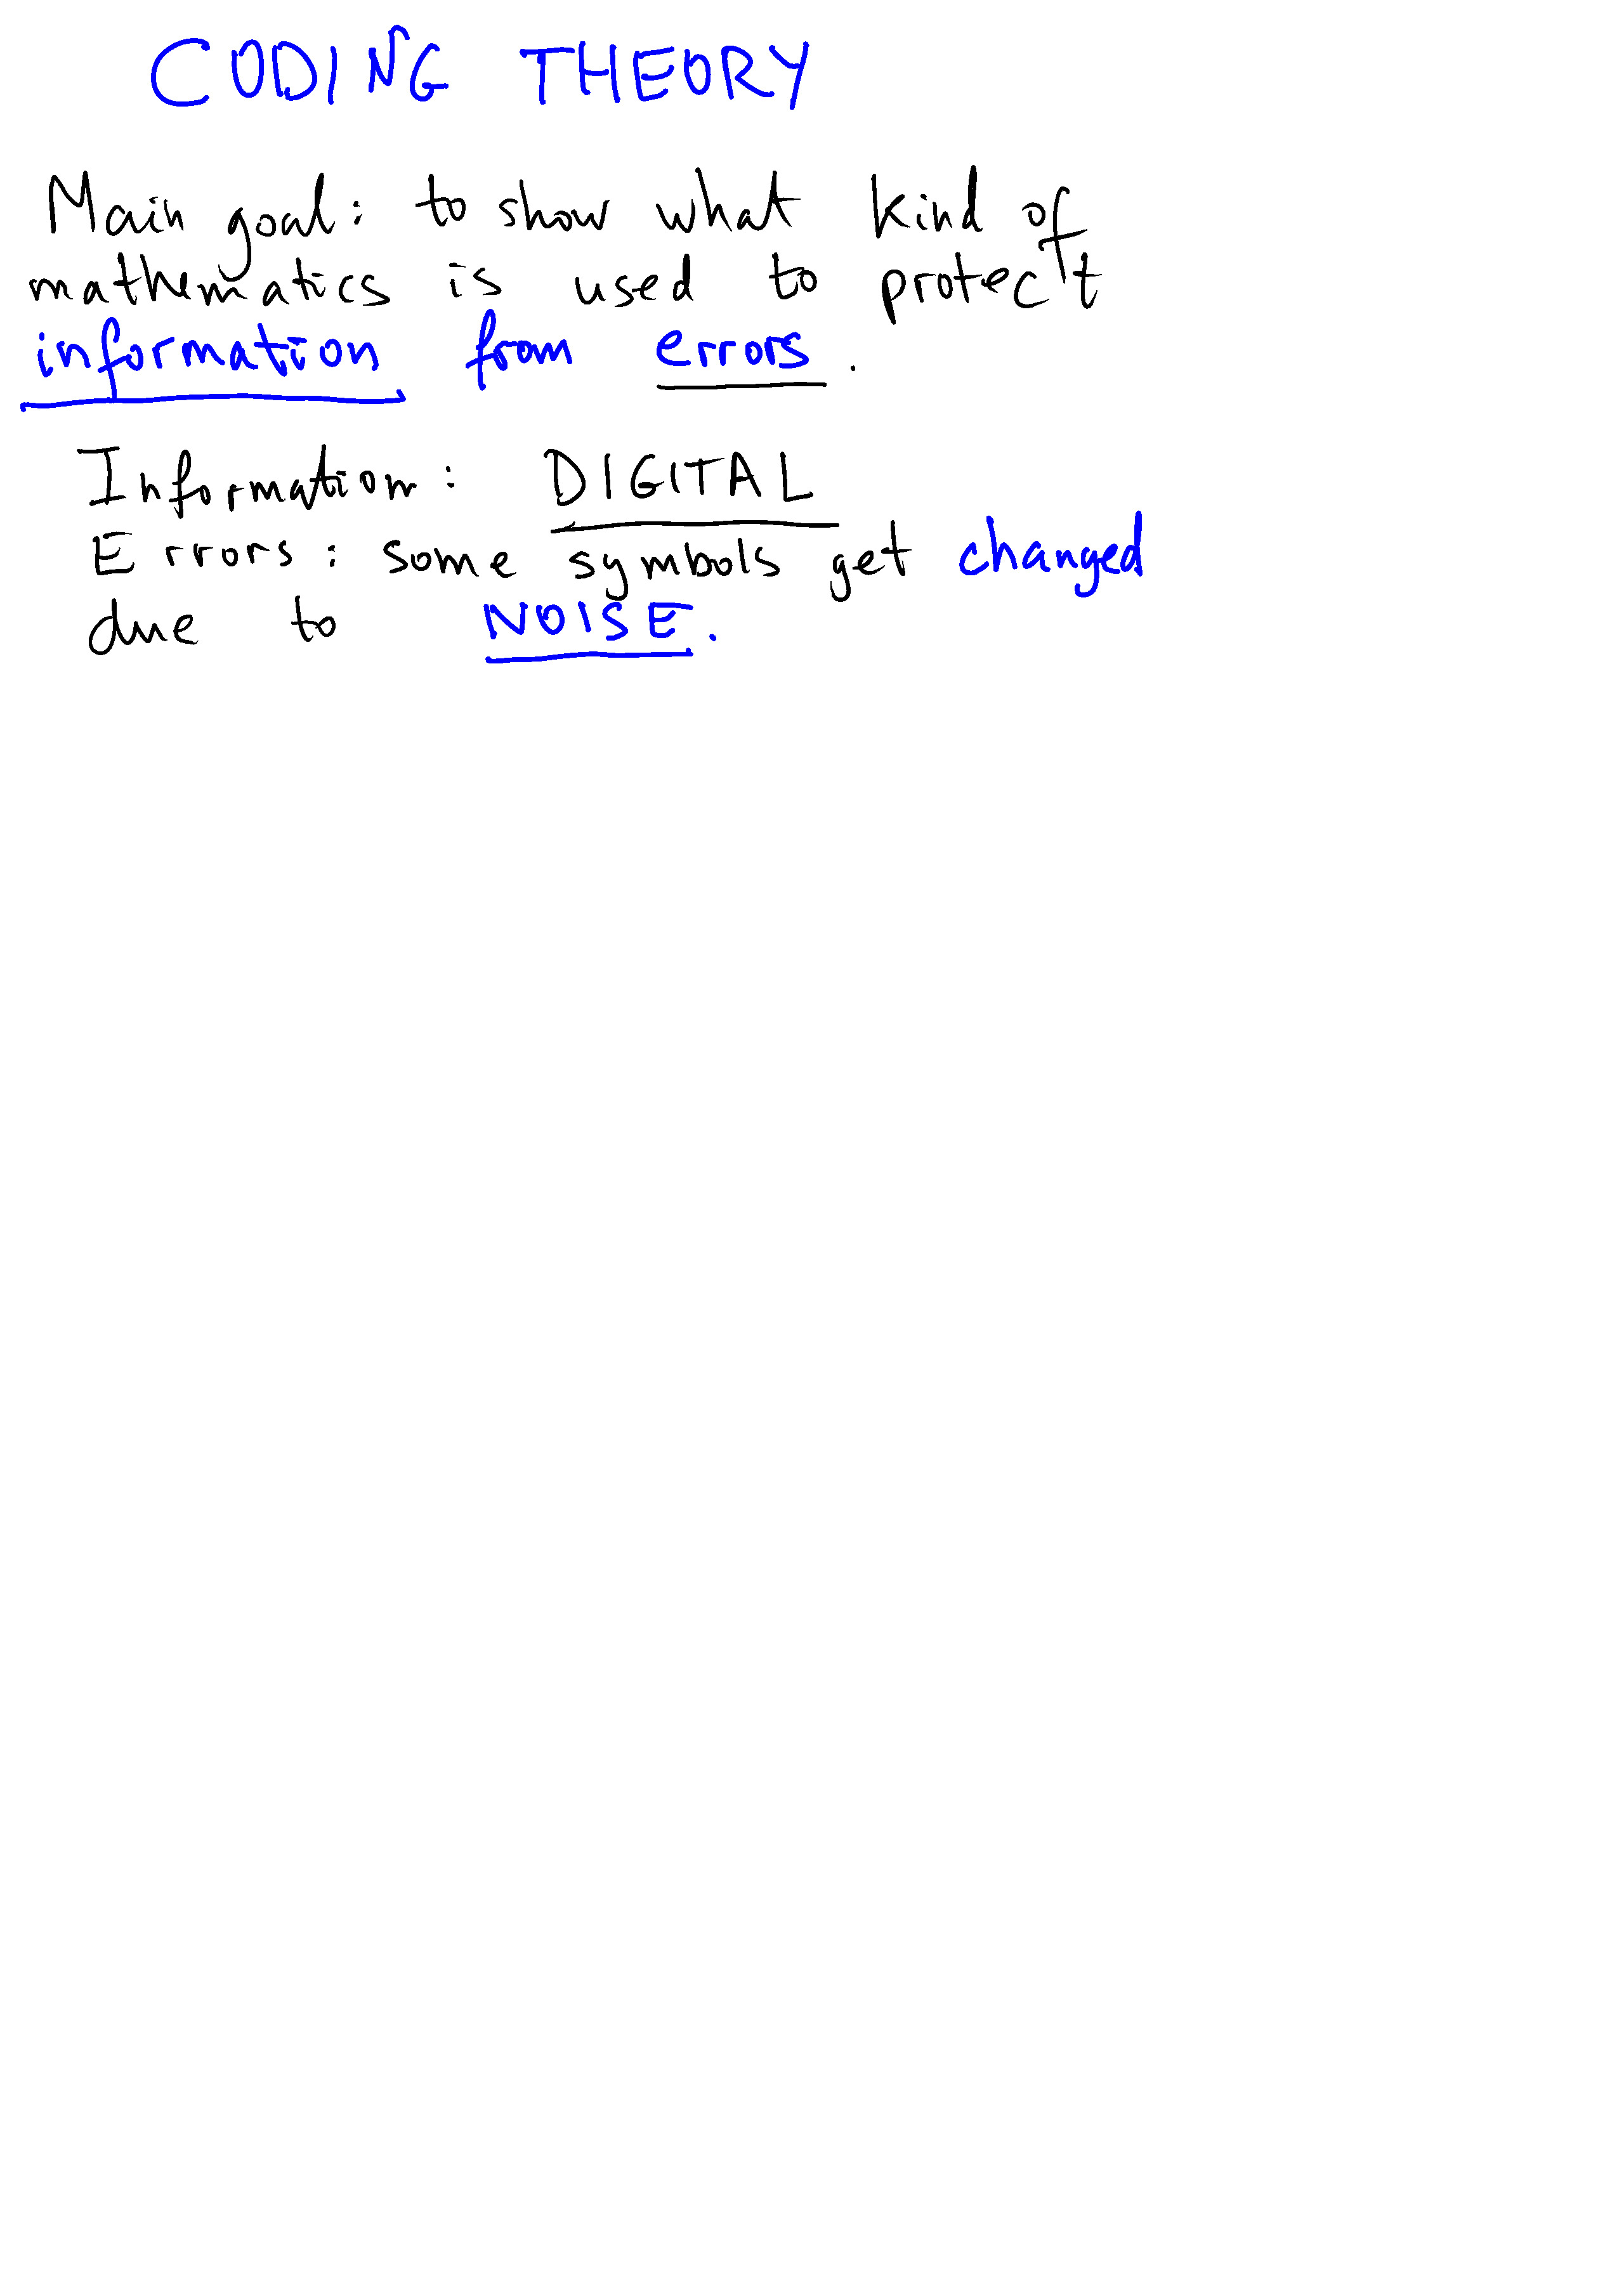 CODING THEORY
Main goal: to show what kind of
mathematics is used to protect
information from errors.
Information: DIGITAL
Errors: some symbols get changed
due to NOISE.